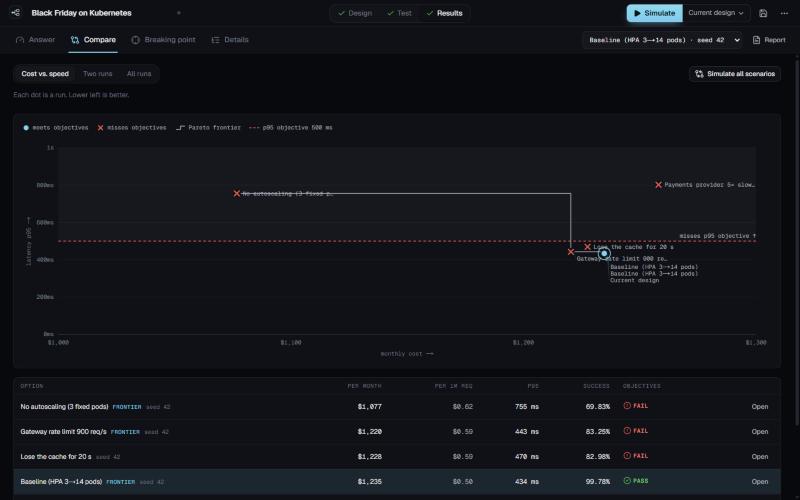 Black Friday on Kubernetes
Design
Test
Results
Simulate
Current design
Answer
Compare
Breaking point
Details
Baseline (HPA 3→14 pods) · seed 42
Report
Cost vs. speed
Two runs
All runs
Simulate all scenarios
Each dot is a run. Lower left is better.
meets objectives
misses objectives
Pareto frontier
p95 objective 500 ms
1s
800ms
600ms
400ms
200ms
0ms
latency p95 →
No autoscaling (3 fixed p…
Payments provider 5× slow…
misses p95 objective ↑
Lose the cache for 20 s
Gateway rate limit 900 re…
Baseline (HPA 3→14 pods)
Baseline (HPA 3→14 pods)
Current design
$1,000
$1,100
$1,200
$1,300
monthly cost →
OPTION PER MONTH PER 1M REQ P95 SUCCESS OBJECTIVES
No autoscaling (3 fixed pods) FRONTIER seed 42 $1,077 $0.62 755 ms 69.83% FAIL Open
Gateway rate limit 900 req/s FRONTIER seed 42 $1,220 $0.59 443 ms 83.25% FAIL Open
Lose the cache for 20 s seed 42 $1,228 $0.59 470 ms 82.98% FAIL Open
Baseline (HPA 3→14 pods) FRONTIER seed 42 $1,235 $0.50 434 ms 99.78% PASS Open